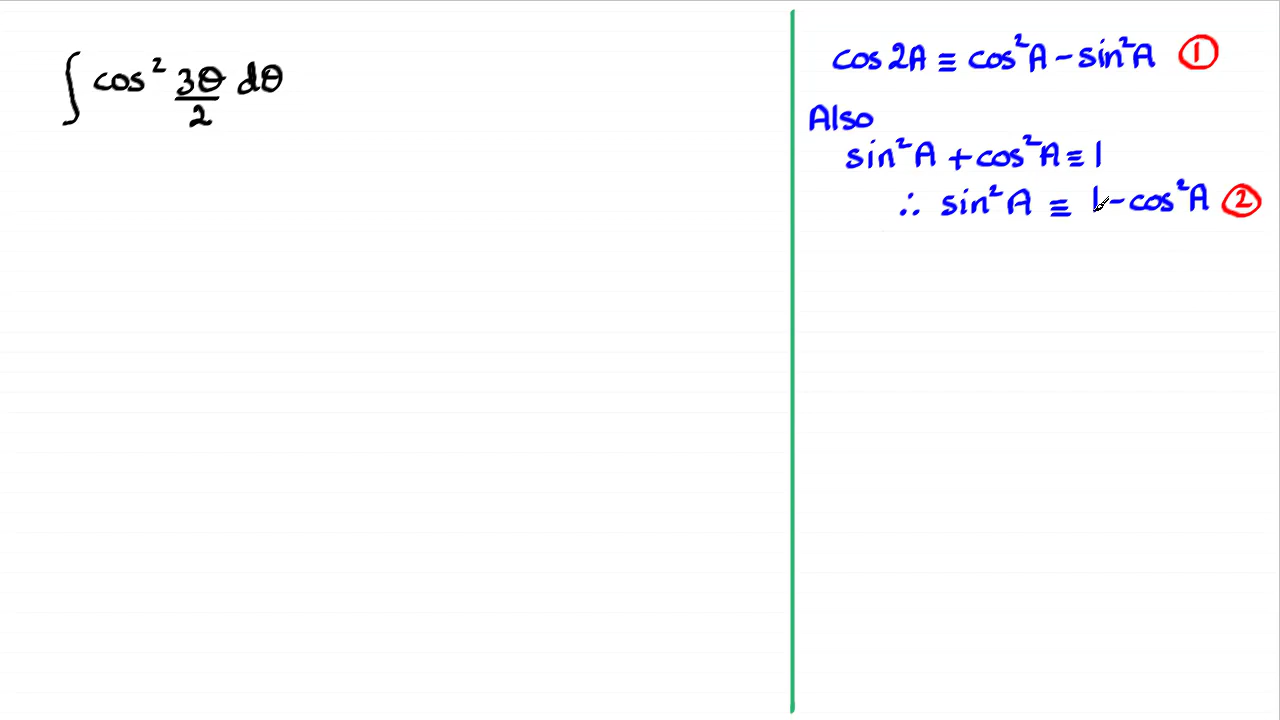 ∫ cos² 3θ/2 dθ
cos 2A ≡ cos²A - sin²A ①
Also
sin²A + cos²A ≡ 1
∴ sin²A ≡ 1 - cos²A ②